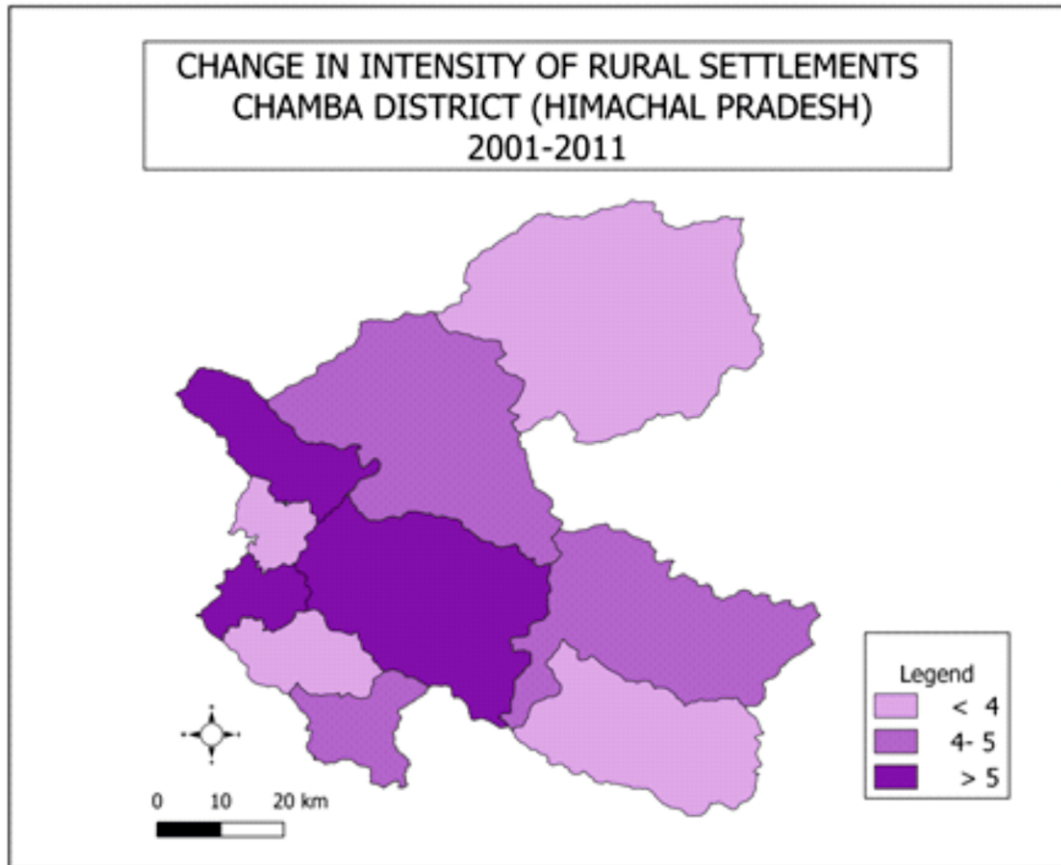 CHANGE IN INTENSITY OF RURAL SETTLEMENTS
CHAMBA DISTRICT (HIMACHAL PRADESH)
2001-2011
Legend
< 4
4- 5
> 5
0 10 20 km